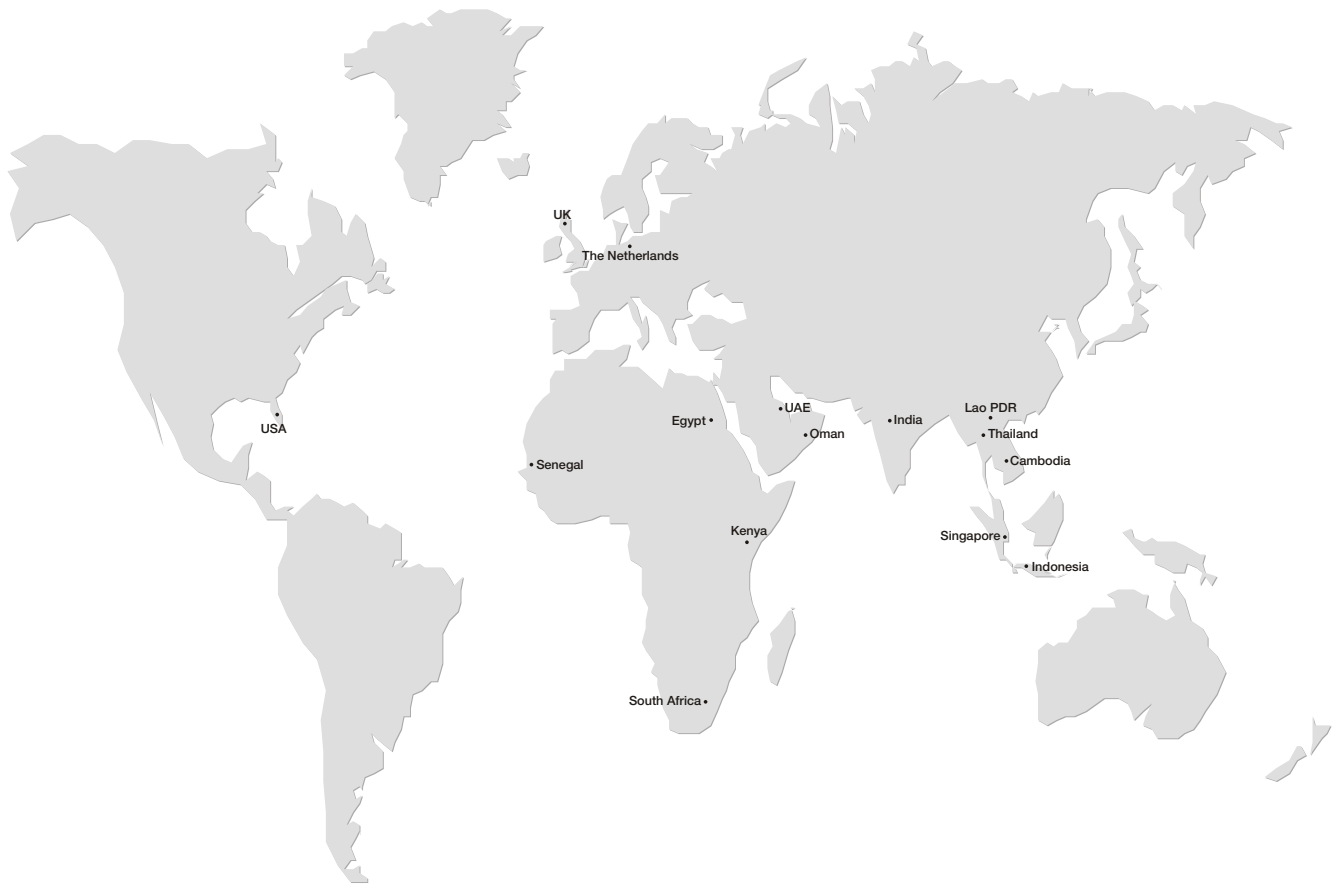 UK
The Netherlands
UAE
Lao PDR
Egypt
India
USA
Oman
Thailand
Senegal
Cambodia
Kenya
Singapore
Indonesia
South Africa